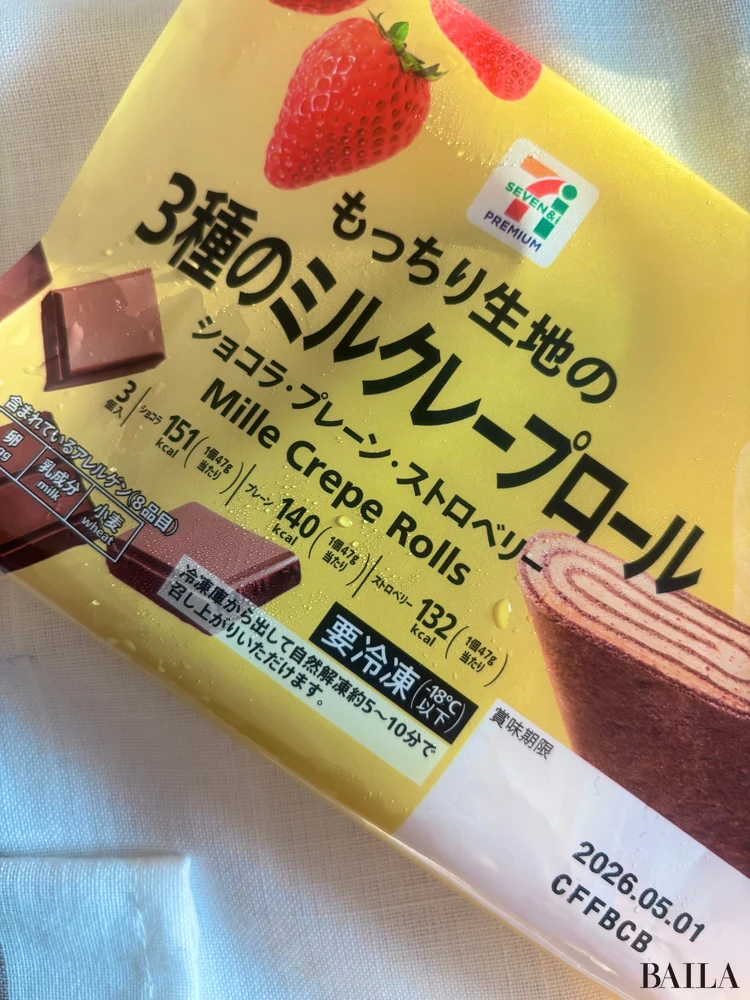 SEVEN&i
PREMIUM
もっちり生地の
3種のミルクレープロール
ショコラ・プレーン・ストロベリー
Mille Crepe Rolls
3個入
ショコラ 151kcal(1個47g当たり)
プレーン 140kcal(1個47g当たり)
ストロベリー 132kcal(1個47g当たり)
含まれているアレルゲン(8品目)
卵
乳成分
milk
小麦
wheat
要冷凍(-18℃以下)
冷凍庫から出して自然解凍約5~10分で
召し上がりいただけます。
賞味期限
2026.05.01
CFFBCB
BAILA